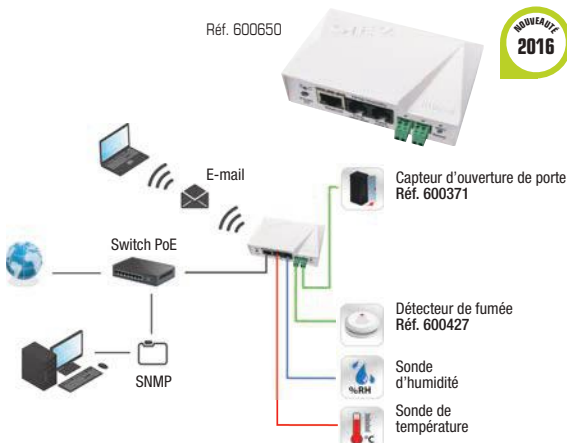 Réf. 600650
NOUVEAUTÉ
2016
E-mail
Capteur d'ouverture de porte
Réf. 600371
Switch PoE
Détecteur de fumée
Réf. 600427
SNMP
%RH
Sonde
d'humidité
°C
Sonde de
température